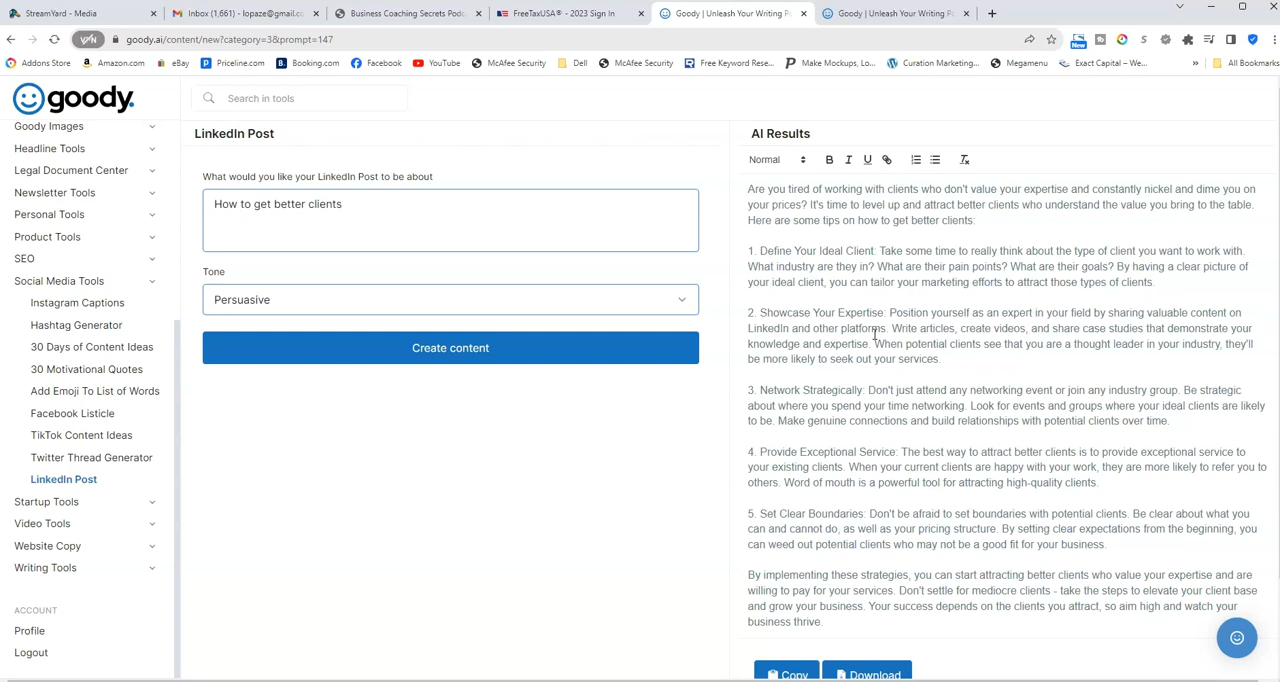 StreamYard - Media
Inbox (1,661) - lopaze@gmail.co
Business Coaching Secrets Pod
FreeTaxUSA® - 2023 Sign In
Goody | Unleash Your Writing P
Goody | Unleash Your Writing P
VPN
goody.ai/content/new?category=3&prompt=147
New
Addons Store
Amazon.com
eBay
Priceline.com
Booking.com
Facebook
YouTube
McAfee Security
Dell
McAfee Security
Free Keyword Rese...
Make Mockups, Lo...
Curation Marketing...
Megamenu
Exact Capital – We...
»
All Bookmarks
goody.
Search in tools
Goody Images
Headline Tools
Legal Document Center
Newsletter Tools
Personal Tools
Product Tools
SEO
Social Media Tools
Instagram Captions
Hashtag Generator
30 Days of Content Ideas
30 Motivational Quotes
Add Emoji To List of Words
Facebook Listicle
TikTok Content Ideas
Twitter Thread Generator
LinkedIn Post
Startup Tools
Video Tools
Website Copy
Writing Tools
ACCOUNT
Profile
Logout
LinkedIn Post
What would you like your LinkedIn Post to be about
How to get better clients
Tone
Persuasive
Create content
AI Results
Normal
B I U
Are you tired of working with clients who don't value your expertise and constantly nickel and dime you on
your prices? It's time to level up and attract better clients who understand the value you bring to the table.
Here are some tips on how to get better clients:
1. Define Your Ideal Client: Take some time to really think about the type of client you want to work with.
What industry are they in? What are their pain points? What are their goals? By having a clear picture of
your ideal client, you can tailor your marketing efforts to attract those types of clients.
2. Showcase Your Expertise: Position yourself as an expert in your field by sharing valuable content on
LinkedIn and other platforms. Write articles, create videos, and share case studies that demonstrate your
knowledge and expertise. When potential clients see that you are a thought leader in your industry, they'll
be more likely to seek out your services.
3. Network Strategically: Don't just attend any networking event or join any industry group. Be strategic
about where you spend your time networking. Look for events and groups where your ideal clients are likely
to be. Make genuine connections and build relationships with potential clients over time.
4. Provide Exceptional Service: The best way to attract better clients is to provide exceptional service to
your existing clients. When your current clients are happy with your work, they are more likely to refer you to
others. Word of mouth is a powerful tool for attracting high-quality clients.
5. Set Clear Boundaries: Don't be afraid to set boundaries with potential clients. Be clear about what you
can and cannot do, as well as your pricing structure. By setting clear expectations from the beginning, you
can weed out potential clients who may not be a good fit for your business.
By implementing these strategies, you can start attracting better clients who value your expertise and are
willing to pay for your services. Don't settle for mediocre clients - take the steps to elevate your client base
and grow your business. Your success depends on the clients you attract, so aim high and watch your
business thrive.
Copy
Download